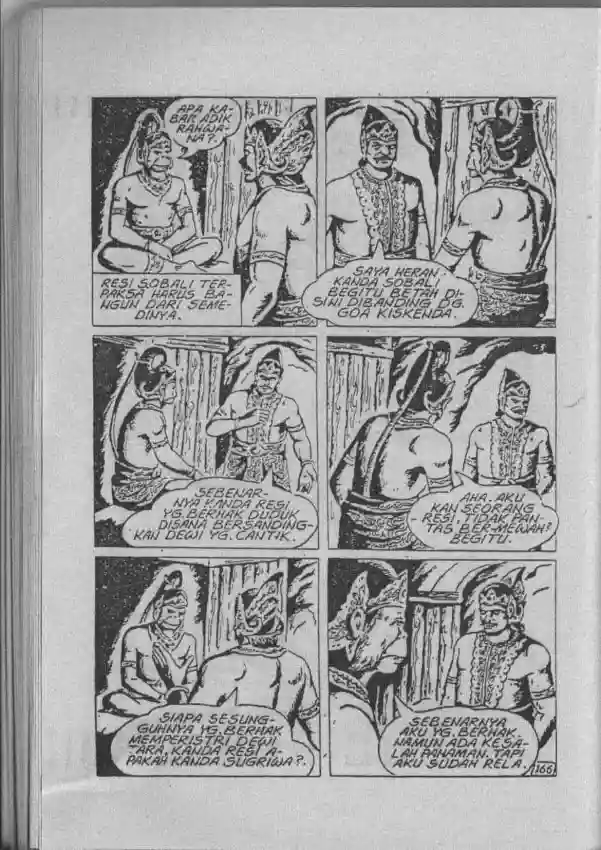 APA KA-
BAR ADIK
RAHWA-
NA?.
RESI SOBALI TER-
PAKSA HARUS BA-
NGUN DARI SEME-
DINYA.
SAYA HERAN.
KANDA SOBALI
BEGITU BETAH DI-
SINI DIBANDING DG.
GOA KISKENDA.
SEBENAR-
NYA KANDA RESI
YG. BERHAK DUDUK
DISANA BERSANDING-
KAN DEWI YG. CANTIK.
AHA. AKU
KAN SEORANG
RESI. TIDAK PAN-
TAS BER-MEWAH2
BEGITU.
SIAPA SESUNG-
GUHNYA YG. BERHAK
MEMPERISTRI DEWI
TARA. KANDA RESI A-
PAKAH KANDA SUGRIWA?.
SEBENARNYA
AKU YG. BERHAK.
NAMUN ADA KESA-
LAH PAHAMAN. TAPI
AKU SUDAH RELA.
166